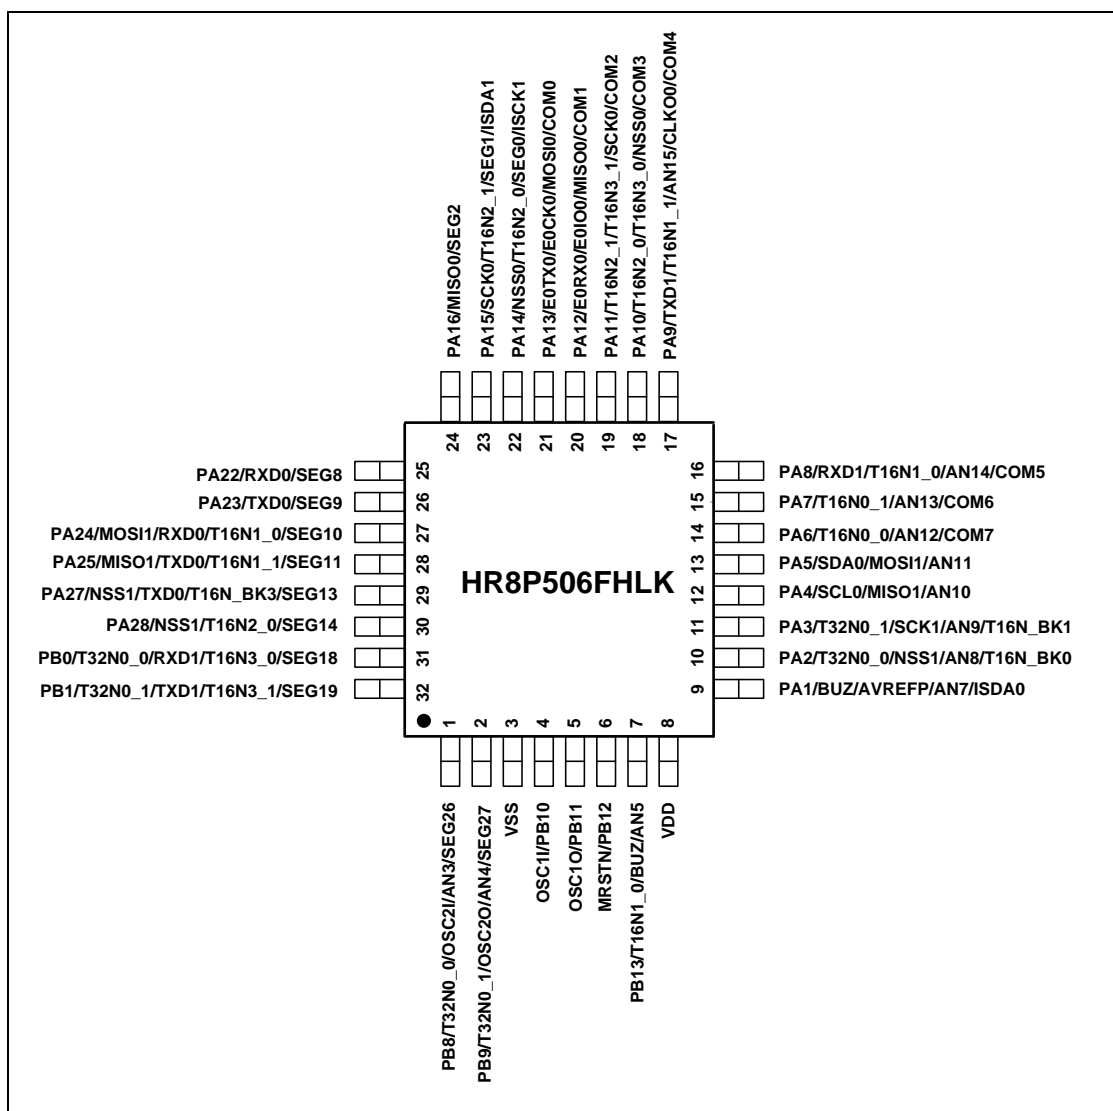 PA16/MISO0/SEG2
PA15/SCK0/T16N2_1/SEG1/ISDA1
PA14/NSS0/T16N2_0/SEG0/ISCK1
PA13/E0TX0/E0CK0/MOSI0/COM0
PA12/E0RX0/E0IO0/MISO0/COM1
PA11/T16N2_1/T16N3_1/SCK0/COM2
PA10/T16N2_0/T16N3_0/NSS0/COM3
PA9/TXD1/T16N1_1/AN15/CLKO0/COM4
24
23
22
21
20
19
18
17
PA22/RXD0/SEG8
PA23/TXD0/SEG9
PA24/MOSI1/RXD0/T16N1_0/SEG10
PA25/MISO1/TXD0/T16N1_1/SEG11
PA27/NSS1/TXD0/T16N_BK3/SEG13
PA28/NSS1/T16N2_0/SEG14
PB0/T32N0_0/RXD1/T16N3_0/SEG18
PB1/T32N0_1/TXD1/T16N3_1/SEG19
25
26
27
28
29
30
31
32
HR8P506FHLK
16
15
14
13
12
11
10
9
PA8/RXD1/T16N1_0/AN14/COM5
PA7/T16N0_1/AN13/COM6
PA6/T16N0_0/AN12/COM7
PA5/SDA0/MOSI1/AN11
PA4/SCL0/MISO1/AN10
PA3/T32N0_1/SCK1/AN9/T16N_BK1
PA2/T32N0_0/NSS1/AN8/T16N_BK0
PA1/BUZ/AVREFP/AN7/ISDA0
1
2
3
4
5
6
7
8
PB8/T32N0_0/OSC2I/AN3/SEG26
PB9/T32N0_1/OSC2O/AN4/SEG27
VSS
OSC1I/PB10
OSC1O/PB11
MRSTN/PB12
PB13/T16N1_0/BUZ/AN5
VDD